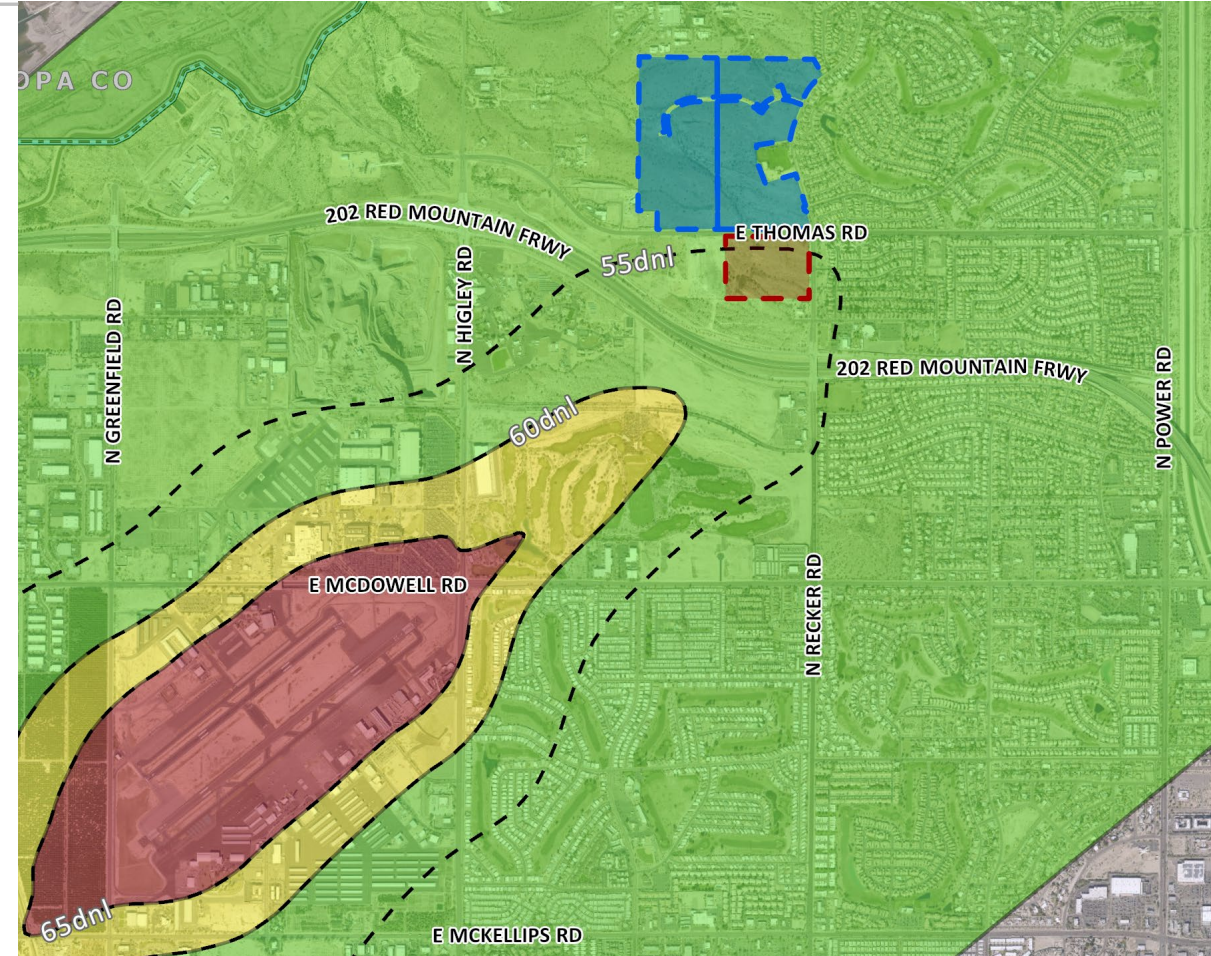 OPA CO
202 RED MOUNTAIN FRWY
E THOMAS RD
55dnl
N HIGLEY RD
N GREENFIELD RD
202 RED MOUNTAIN FRWY
N POWER RD
60dnl
E MCDOWELL RD
N RECKER RD
65dnl
E MCKELLIPS RD